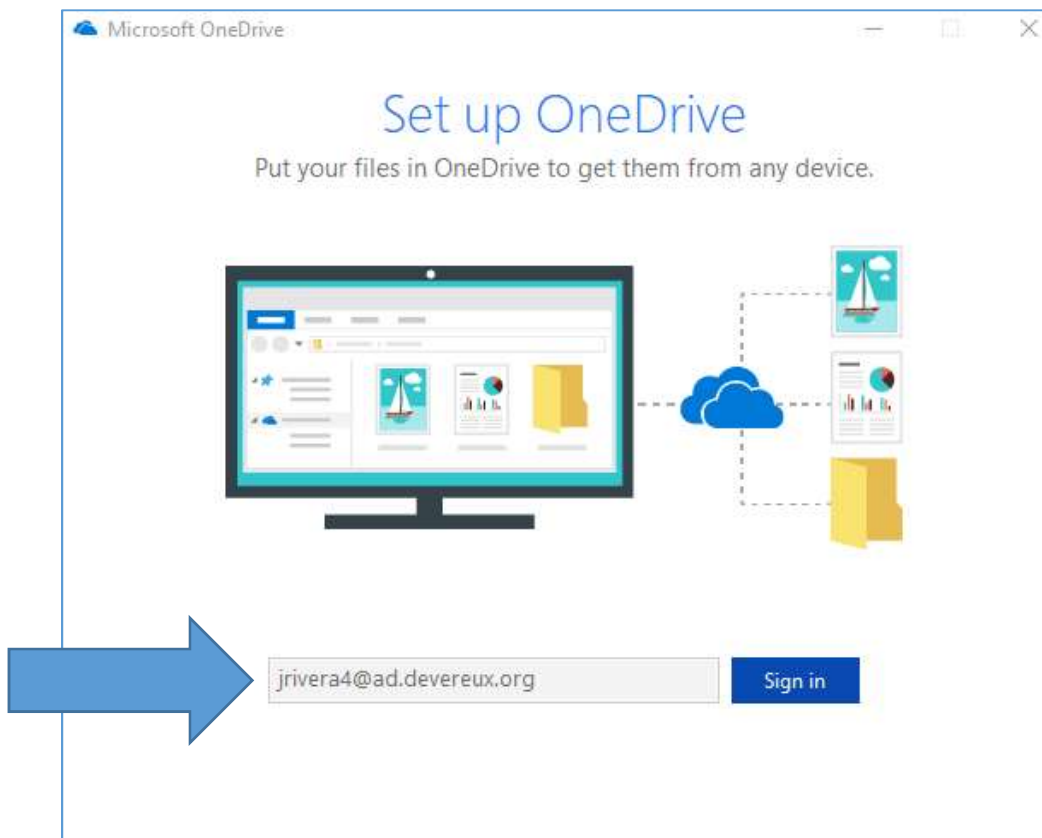 Microsoft OneDrive
Set up OneDrive
Put your files in OneDrive to get them from any device.
jrivera4@ad.devereux.org
Sign in